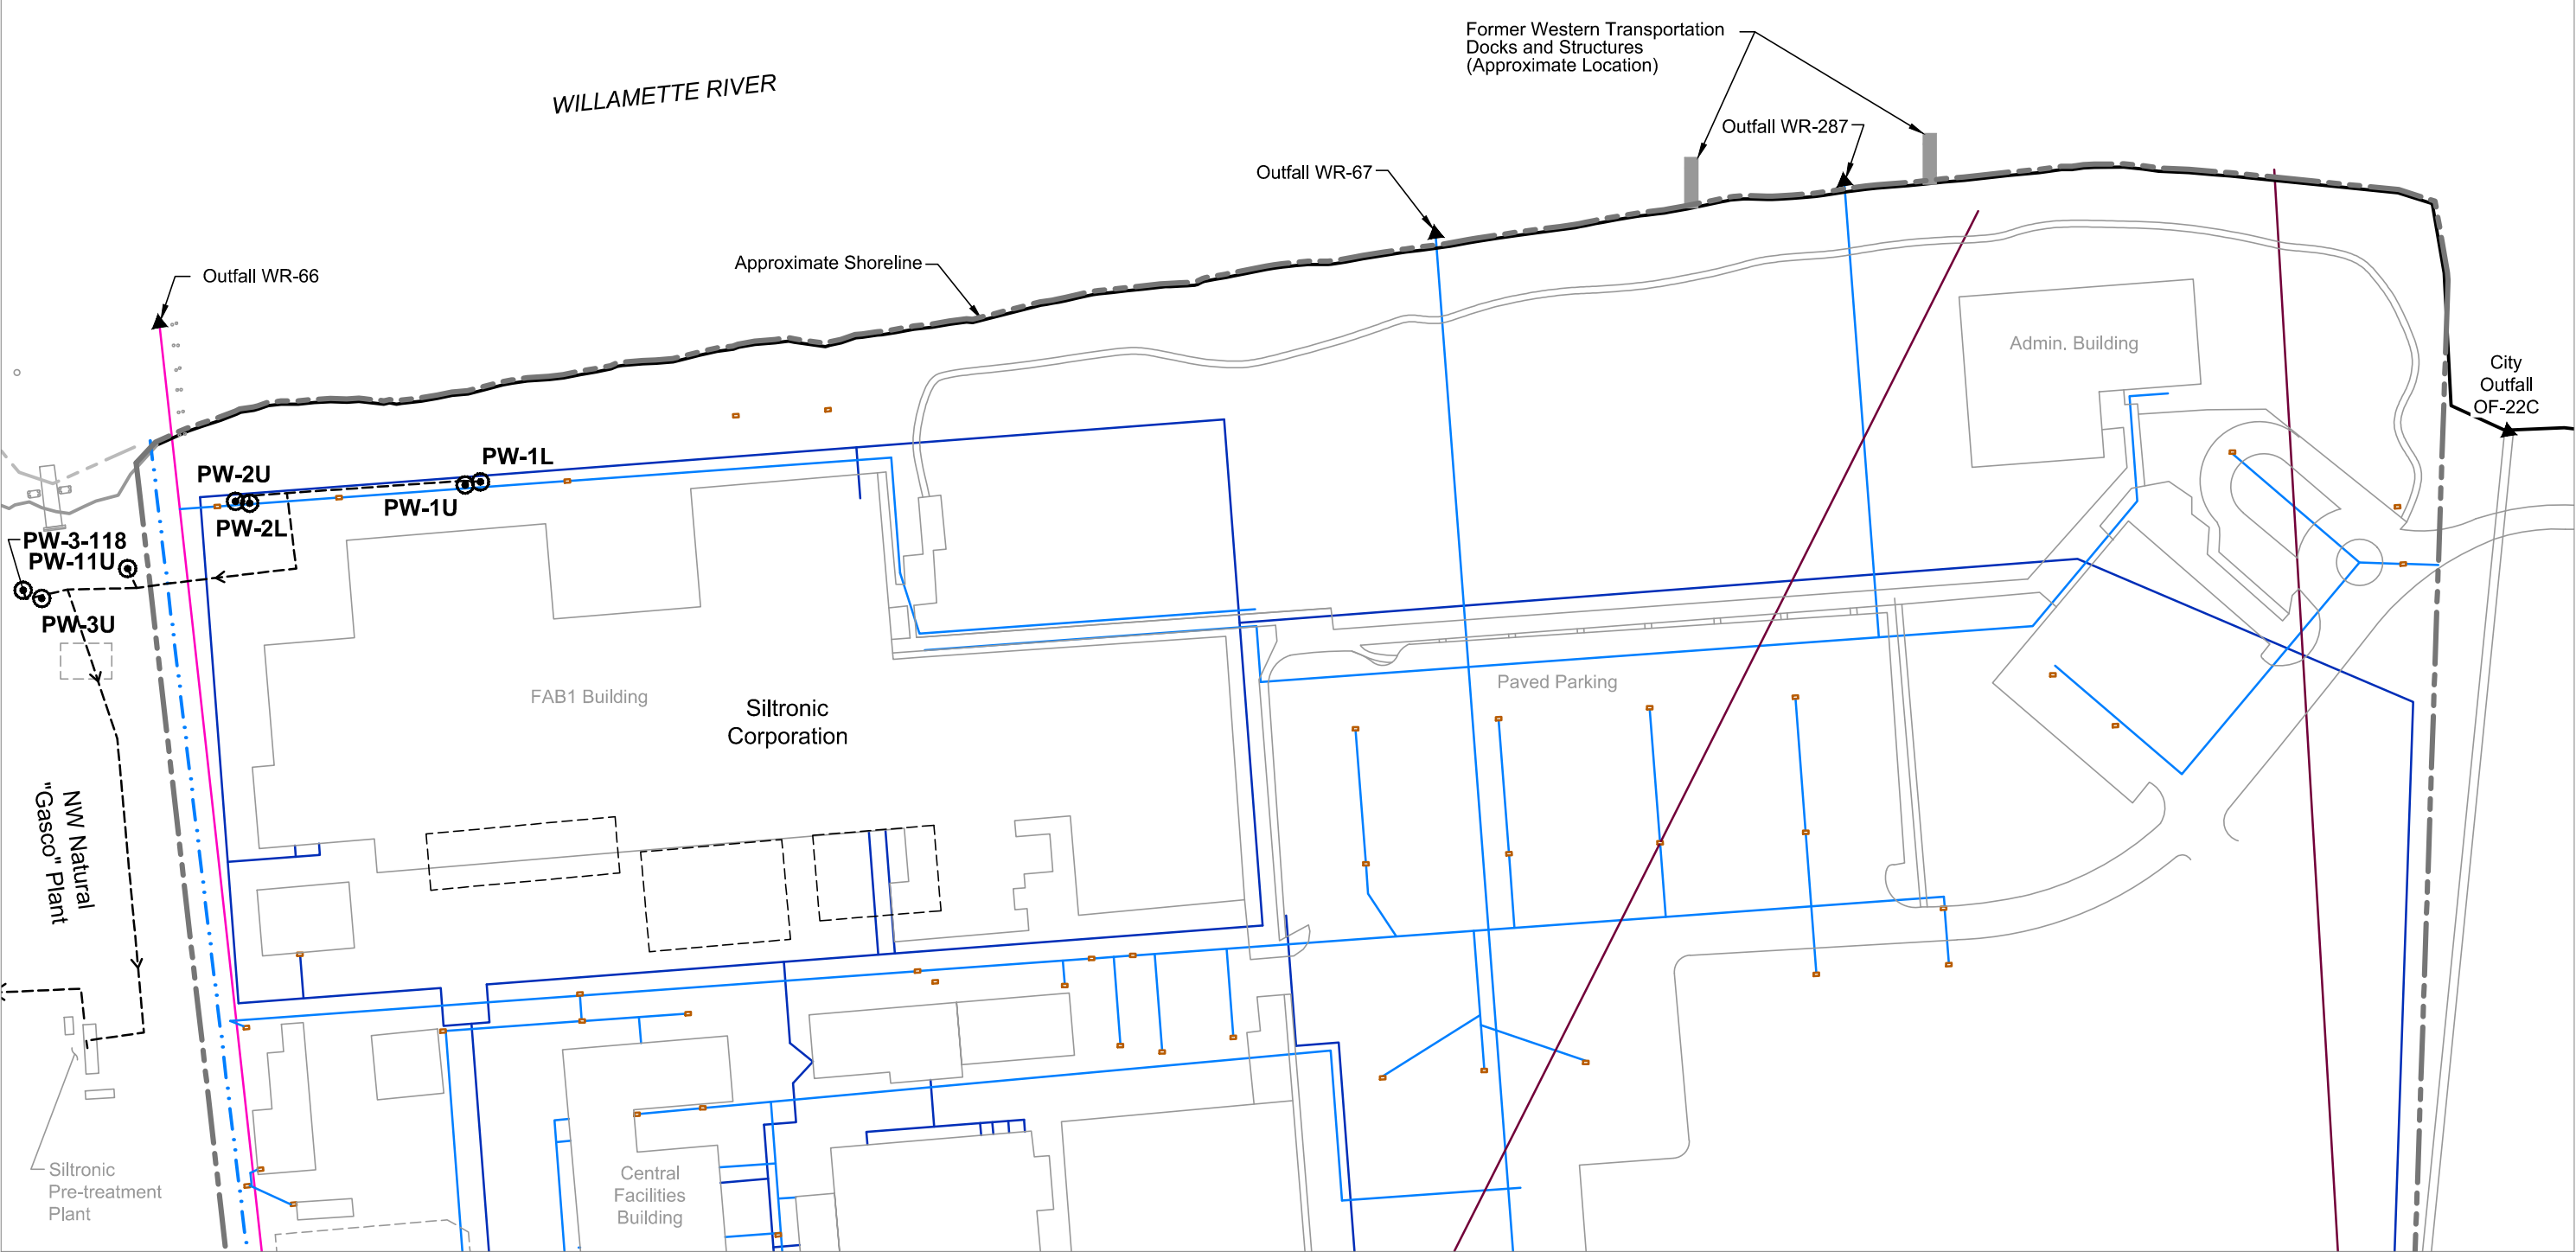 Former Western Transportation
Docks and Structures
(Approximate Location)
WILLAMETTE RIVER
Outfall WR-287
Outfall WR-67
Approximate Shoreline
Outfall WR-66
Admin. Building
City
Outfall
OF-22C
PW-1L
PW-2U
PW-1U
PW-2L
PW-3-118
PW-11U
PW-3U
FAB1 Building
Siltronic
Corporation
Paved Parking
NW Natural
"Gasco" Plant
Siltronic
Pre-treatment
Plant
Central
Facilities
Building